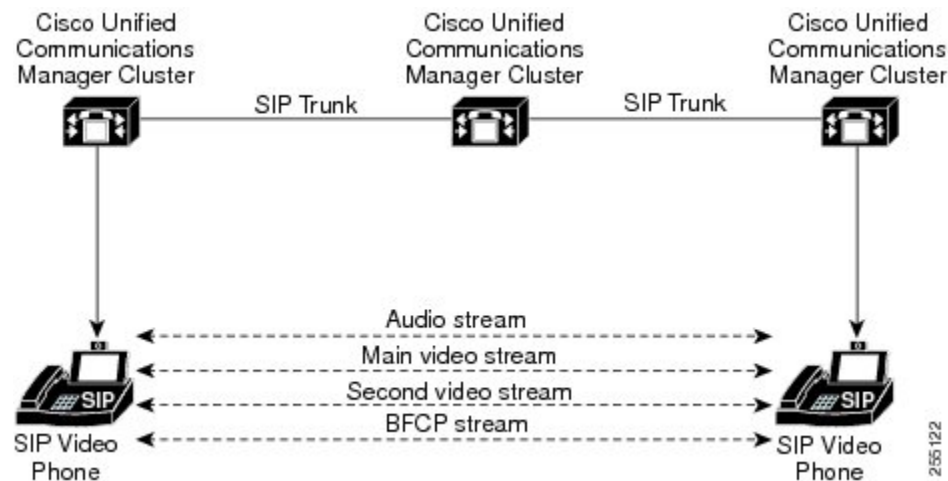 Cisco Unified
Communications
Manager Cluster
Cisco Unified
Communications
Manager Cluster
Cisco Unified
Communications
Manager Cluster
SIP Trunk
SIP Trunk
Audio stream
Main video stream
Second video stream
BFCP stream
SIP
SIP Video
Phone
SIP
SIP Video
Phone
255122